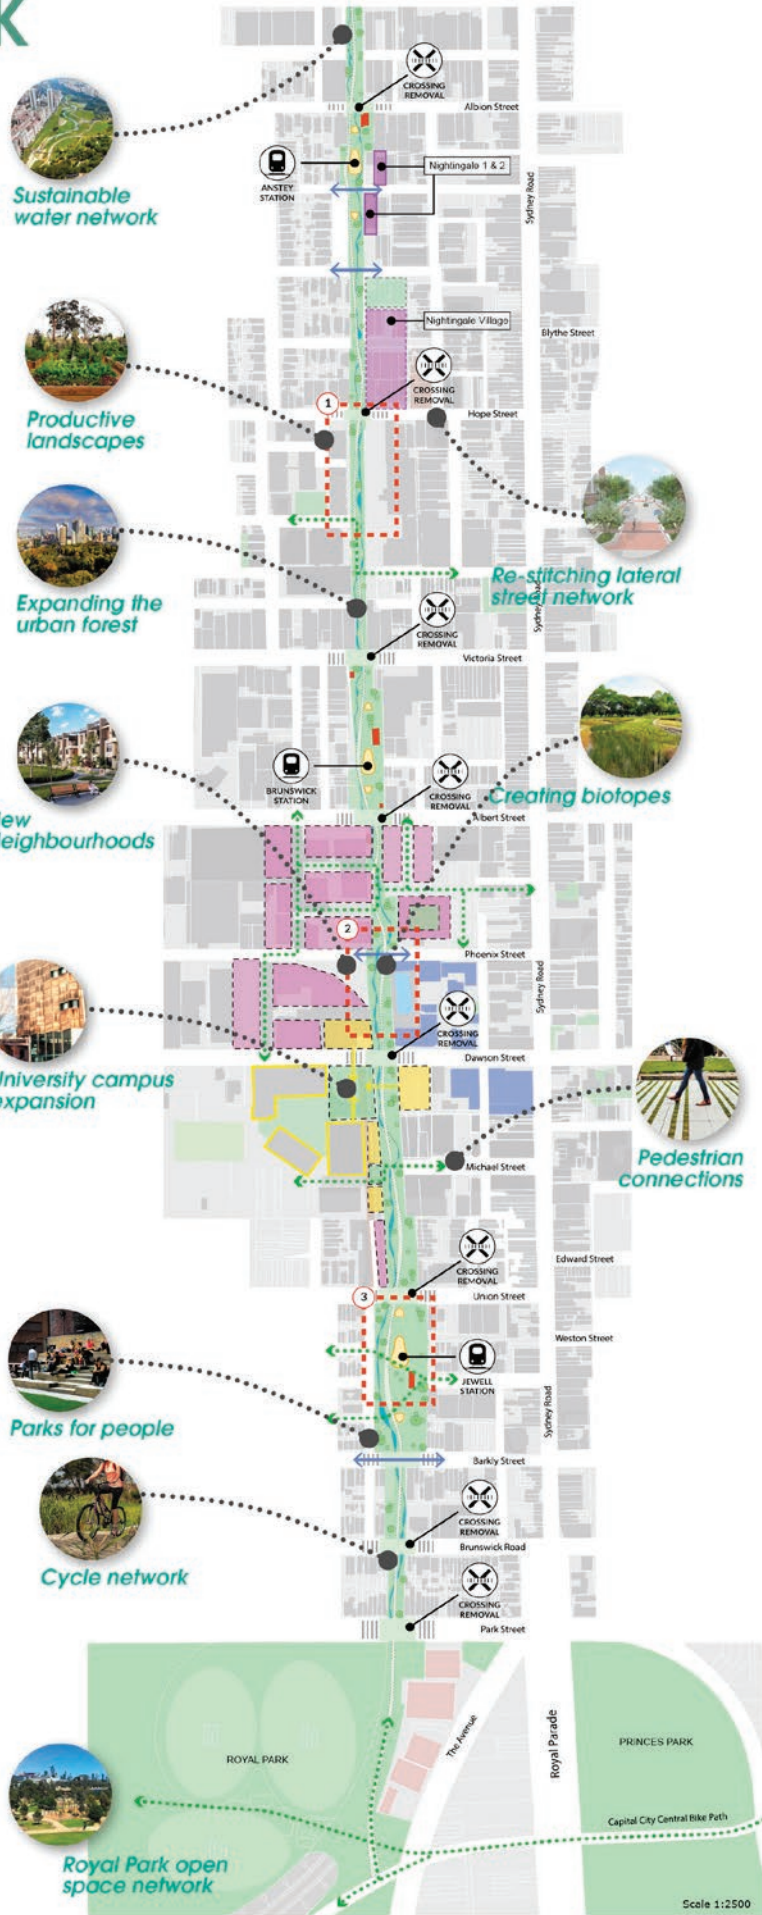 K
CROSSING
REMOVAL
Albion Street
Sustainable
water network
ANSTEY
STATION
Nightingale 1 & 2
Sydney Road
Nightingale Village
Blythe Street
CROSSING
REMOVAL
1
Hope Street
Productive
landscapes
Expanding the
urban forest
Re-stitching lateral
street network
Sydney Road
CROSSING
REMOVAL
Victoria Street
BRUNSWICK
STATION
CROSSING
REMOVAL
Creating biotopes
Albert Street
ew
eighbourhoods
2
Phoenix Street
Sydney Road
CROSSING
REMOVAL
Dawson Street
University campus
expansion
Michael Street
Pedestrian
connections
CROSSING
REMOVAL
Edward Street
3
Union Street
Weston Street
JEWELL
STATION
Sydney Road
Parks for people
Barkly Street
CROSSING
REMOVAL
Brunswick Road
Cycle network
CROSSING
REMOVAL
Park Street
The Avenue
Royal Parade
ROYAL PARK
PRINCES PARK
Capital City Central Bike Path
Royal Park open
space network
Scale 1:2500